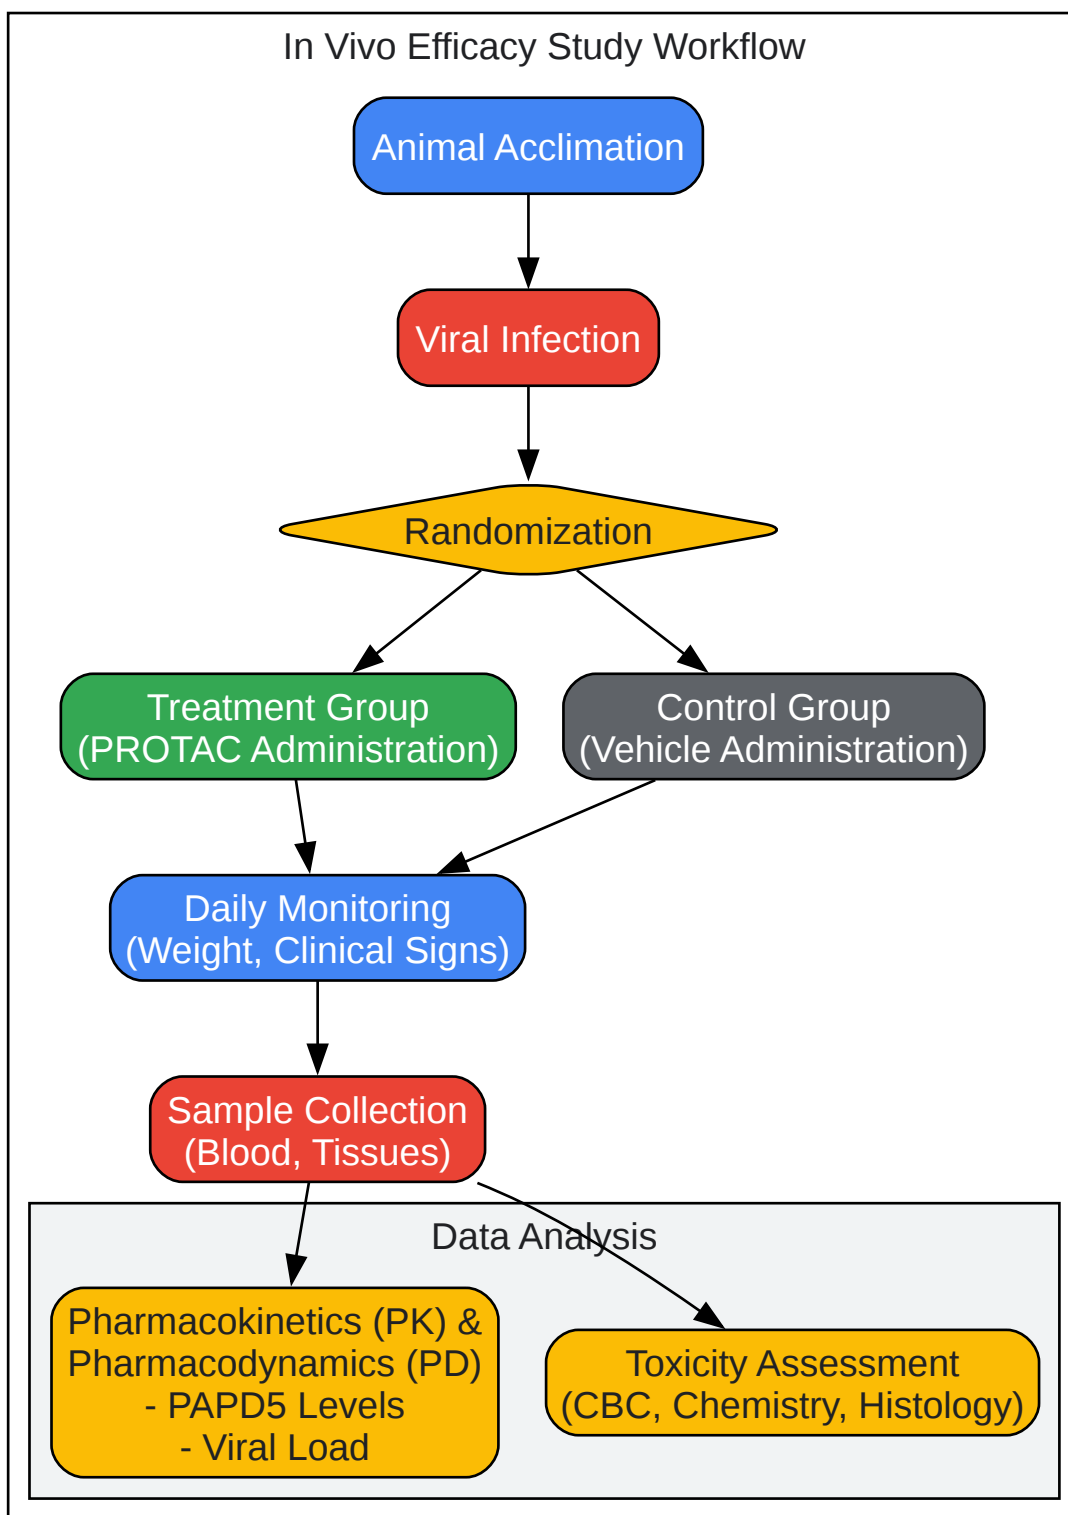 In Vivo Efficacy Study Workflow
Animal Acclimation
Viral Infection
Randomization
Treatment Group
(PROTAC Administration)
Control Group
(Vehicle Administration)
Daily Monitoring
(Weight, Clinical Signs)
Sample Collection
(Blood, Tissues)
Data Analysis
Pharmacokinetics (PK) &
Pharmacodynamics (PD)
- PAPD5 Levels
- Viral Load
Toxicity Assessment
(CBC, Chemistry, Histology)